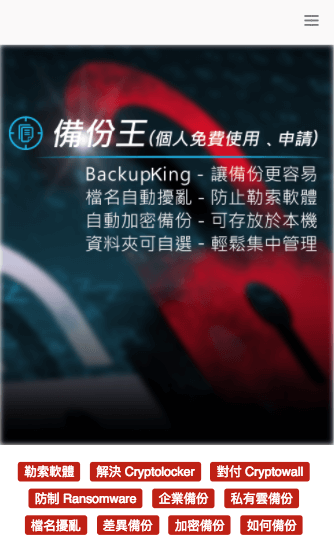 備份王(個人免費使用、申請)
BackupKing - 讓備份更容易
檔名自動擾亂 - 防止勒索軟體
自動加密備份 - 可存放於本機
資料夾可自選 - 輕鬆集中管理
勒索軟體 解決 Cryptolocker 對付 Cryptowall
防制 Ransomware 企業備份 私有雲備份
檔名擾亂 差異備份 加密備份 如何備份